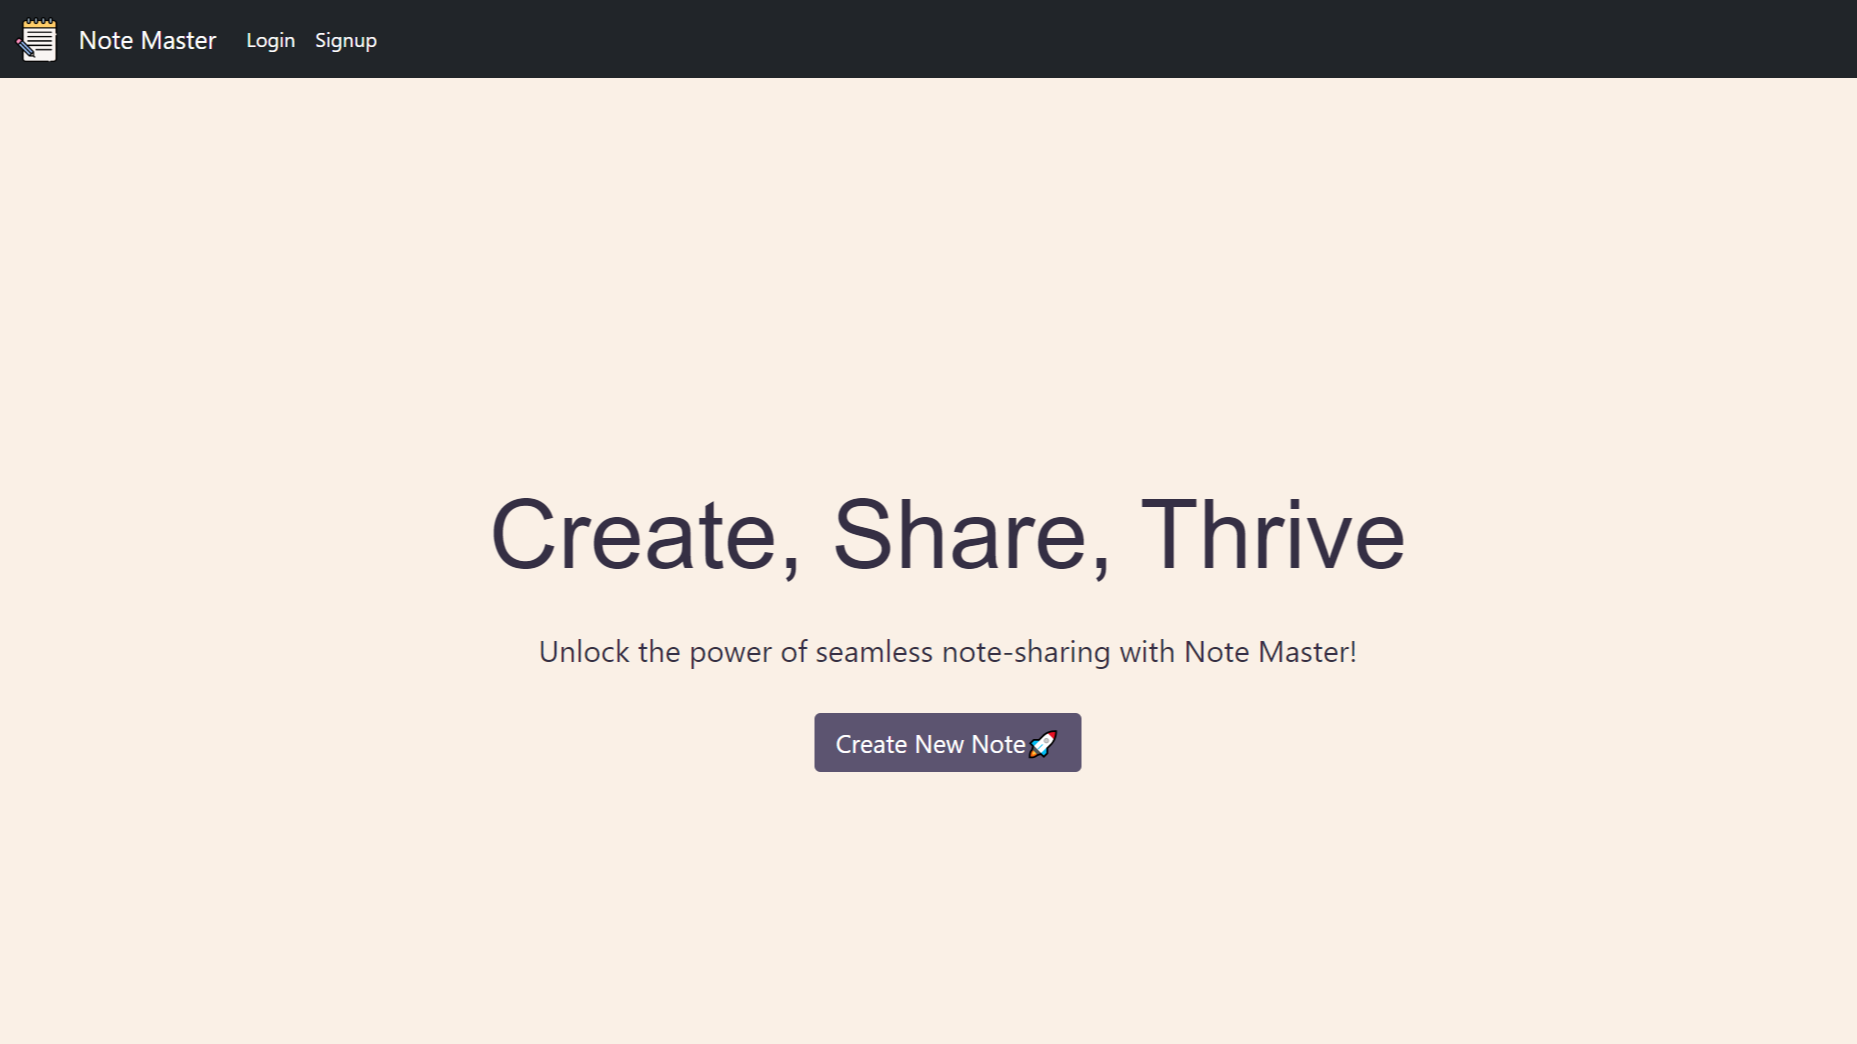 Note Master Login Signup
Create, Share, Thrive
Unlock the power of seamless note-sharing with Note Master!
Create New Note🚀